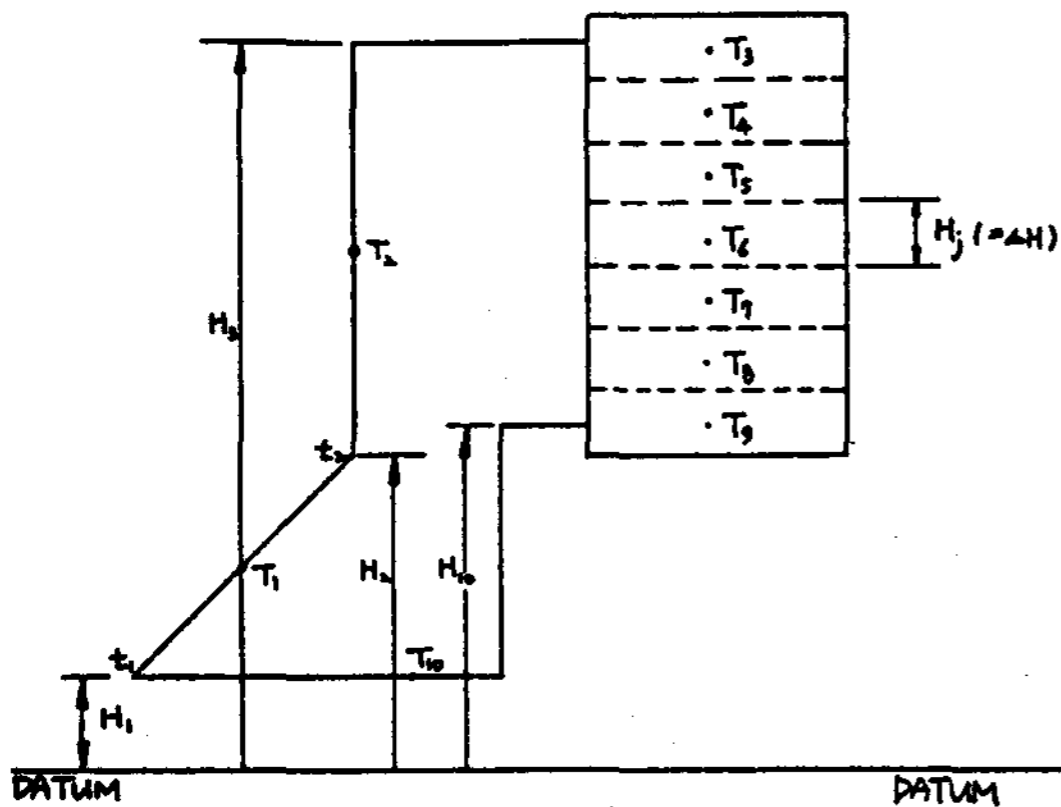 T₃
T₄
T₅
T₆
T₇
T₈
T₉
Hⱼ (=ΔH)
T₂
H₃
t₂
T₁
H₂
H₁₀
t₁
T₁₀
H₁
DATUM
DATUM